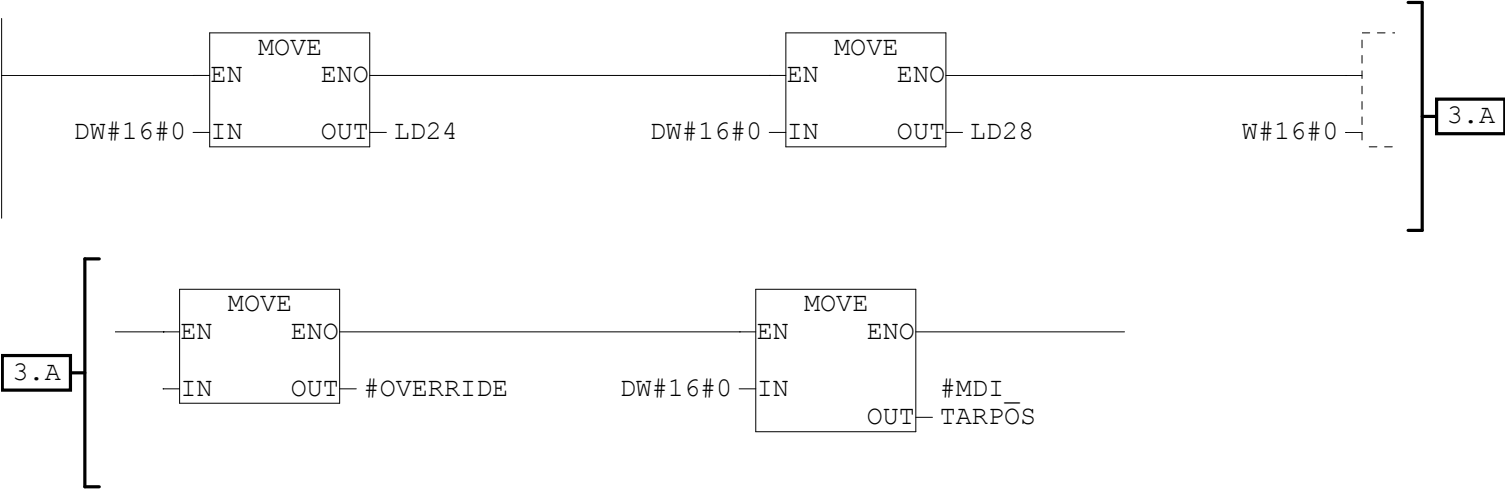 MOVE MOVE
EN ENO EN ENO
DW#16#0 IN OUT LD24 DW#16#0 IN OUT LD28 W#16#0 3.A
MOVE MOVE
EN ENO EN ENO
3.A IN OUT #OVERRIDE DW#16#0 IN #MDI_
OUT TARPOS